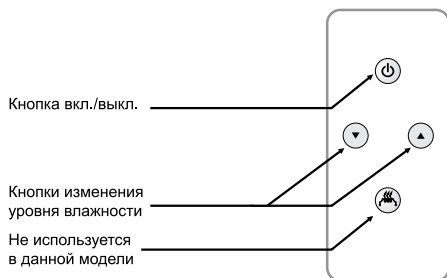 Кнопка вкл./выкл.
Кнопки изменения
уровня влажности
Не используется
в данной модели